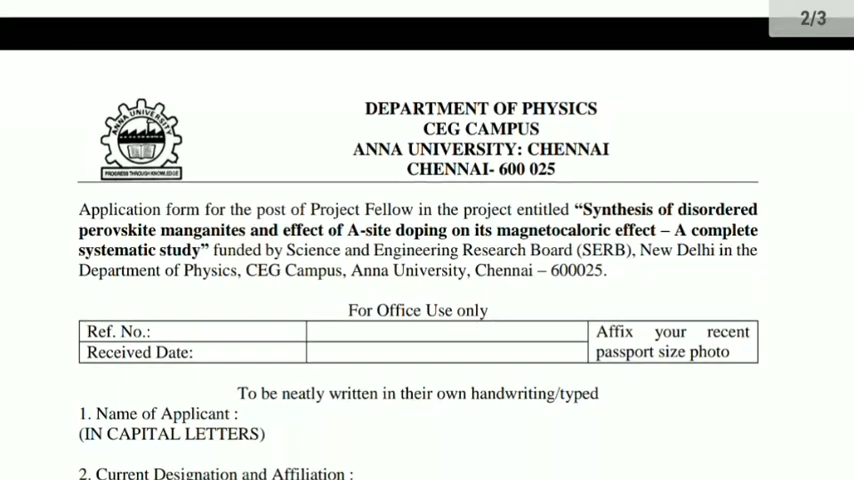 2/3
ANNA UNIVERSITY
PROGRESS THROUGH KNOWLEDGE
DEPARTMENT OF PHYSICS
CEG CAMPUS
ANNA UNIVERSITY: CHENNAI
CHENNAI- 600 025
Application form for the post of Project Fellow in the project entitled “Synthesis of disordered
perovskite manganites and effect of A-site doping on its magnetocaloric effect – A complete
systematic study” funded by Science and Engineering Research Board (SERB), New Delhi in the
Department of Physics, CEG Campus, Anna University, Chennai – 600025.
For Office Use only
Ref. No.:
Received Date:
Affix your recent
passport size photo
To be neatly written in their own handwriting/typed
1. Name of Applicant :
(IN CAPITAL LETTERS)
2. Current Designation and Affiliation :